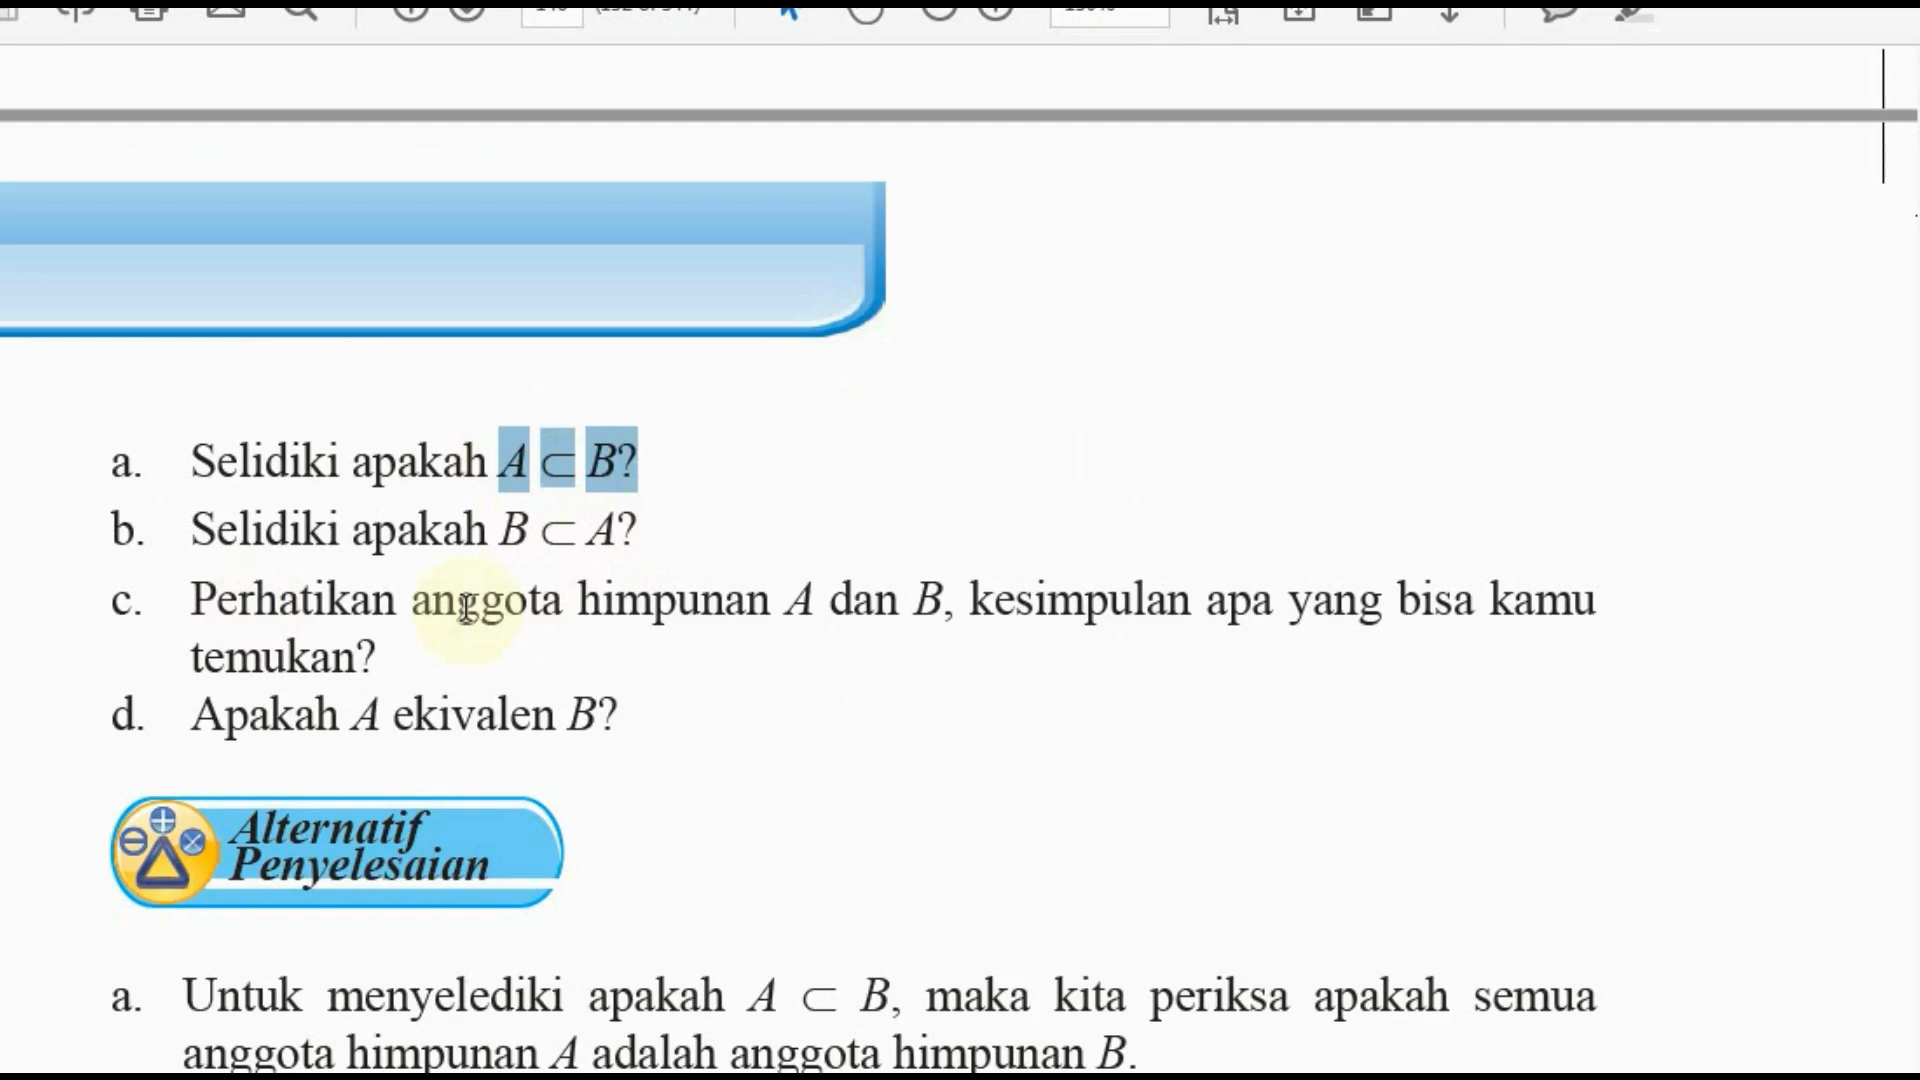 a. Selidiki apakah A ⊂ B?
b. Selidiki apakah B ⊂ A?
c. Perhatikan anggota himpunan A dan B, kesimpulan apa yang bisa kamu
temukan?
d. Apakah A ekivalen B?
Alternatif
Penyelesaian
a. Untuk menyelediki apakah A ⊂ B, maka kita periksa apakah semua
anggota himpunan A adalah anggota himpunan B.